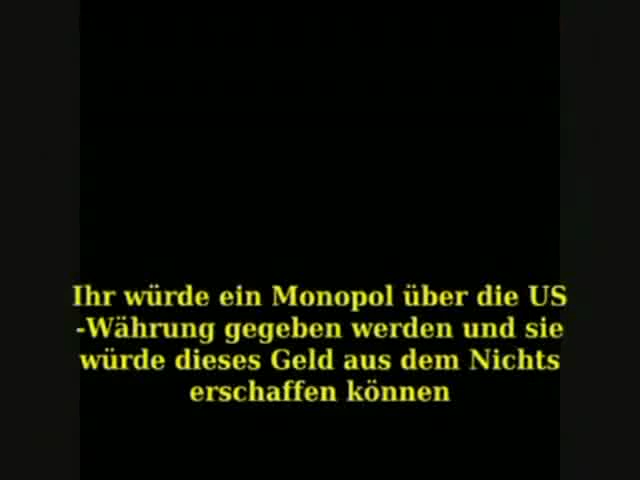 Ihr würde ein Monopol über die US
-Währung gegeben werden und sie
würde dieses Geld aus dem Nichts
erschaffen können